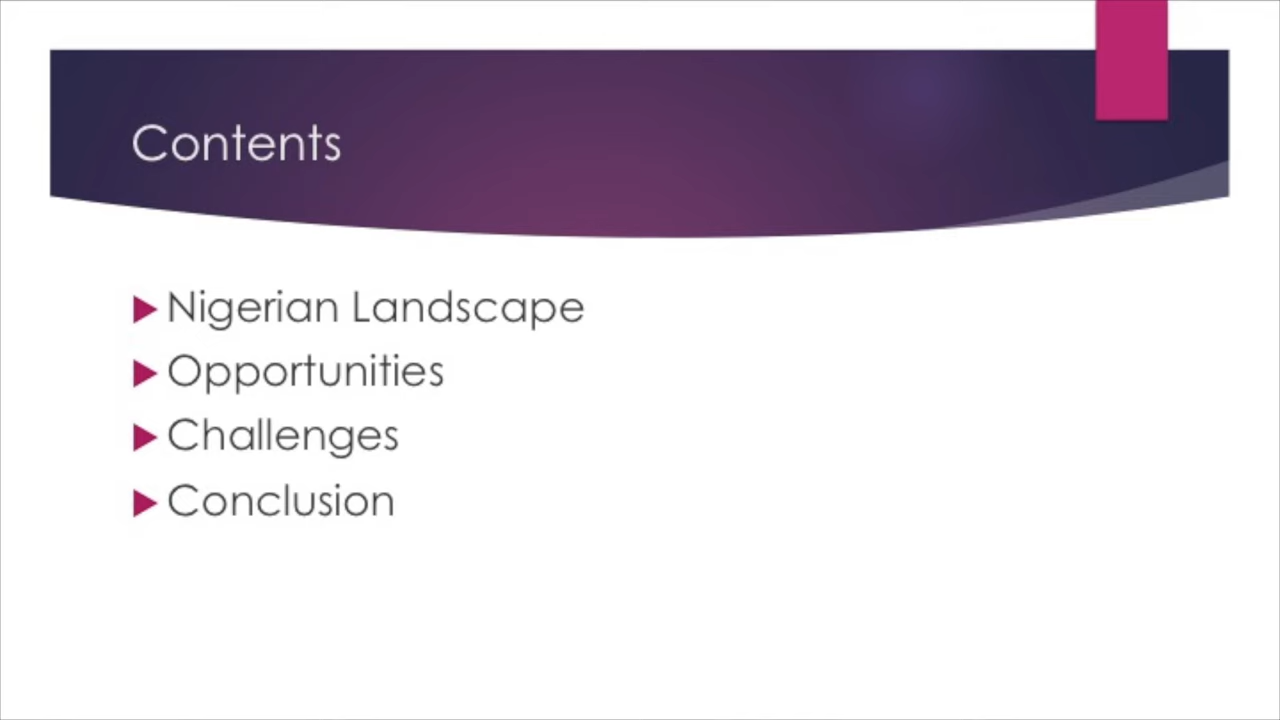 Contents
Nigerian Landscape
Opportunities
Challenges
Conclusion